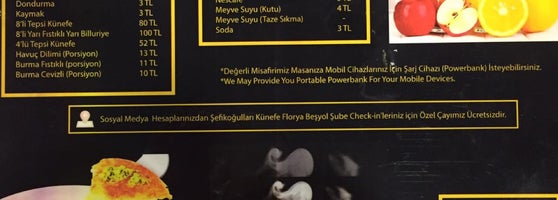 Dondurma 3 TL
Kaymak 3 TL
8'li Tepsi Künefe 80 TL
8'li Yarı Fıstıklı Yarı Billuriye 100 TL
4'lü Tepsi Künefe 52 TL
Havuç Dilimi (Porsiyon) 13 TL
Burma Fıstıklı (Porsiyon) 11 TL
Burma Cevizli (Porsiyon) 10 TL
Meyve Suyu (Kutu) 4 TL
Meyve Suyu (Taze Sıkma) -
Soda 3 TL
*Değerli Misafirimiz Masanıza Mobil Cihazlarınız İçin Şarj Cihazı (Powerbank) İsteyebilirsiniz.
*We May Provide You Portable Powerbank For Your Mobile Devices.
Sosyal Medya Hesaplarınızdan Şefikoğulları Künefe Florya Beşyol Şube Check-in'leriniz için Özel Çayımız Ücretsizdir.